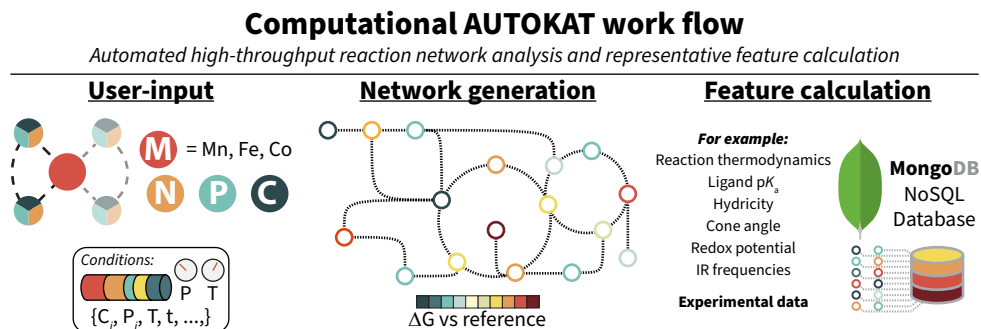 Computational AUTOKAT work flow
Automated high-throughput reaction network analysis and representative feature calculation
User-input
M = Mn, Fe, Co
N P C
Conditions:
P T
{Cᵢ, Pᵢ, T, t, ...,}
Network generation
ΔG vs reference
Feature calculation
For example:
Reaction thermodynamics
Ligand pKₐ
Hydricity
Cone angle
Redox potential
IR frequencies
Experimental data
MongoDB
NoSQL
Database